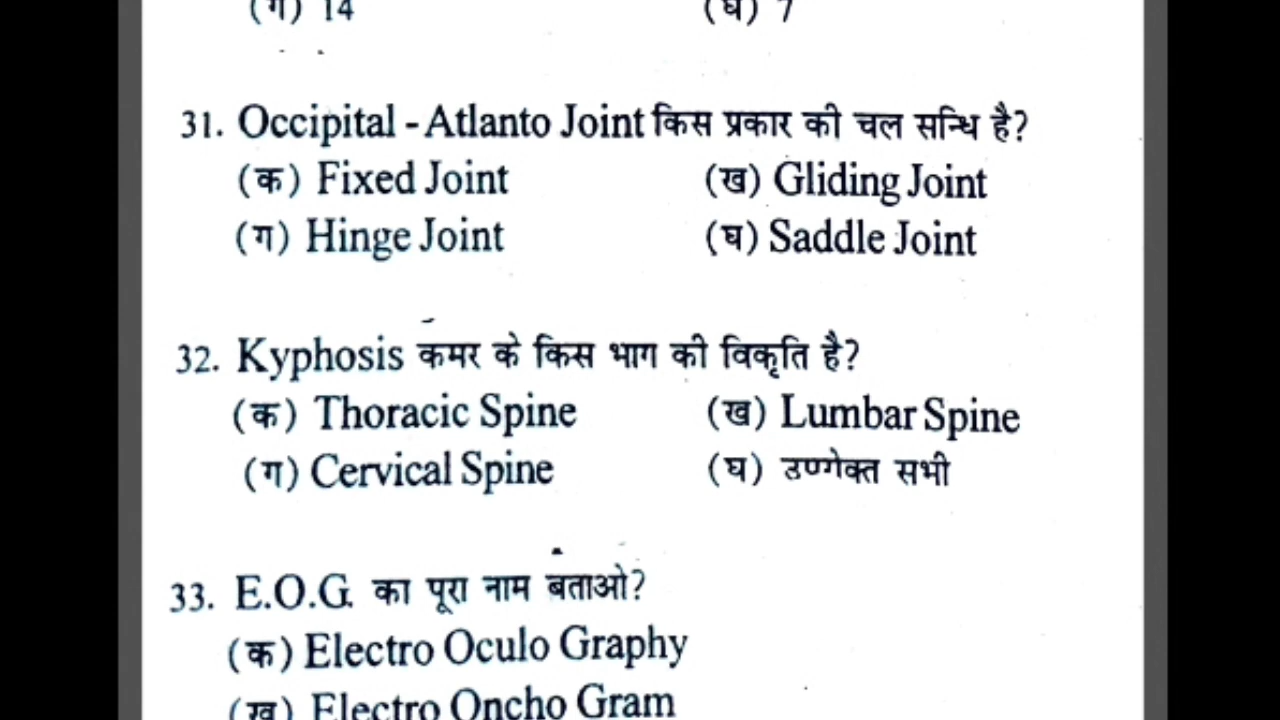 (ग) 14 (घ) 7
31. Occipital - Atlanto Joint किस प्रकार की चल सन्धि है?
(क) Fixed Joint (ख) Gliding Joint
(ग) Hinge Joint (घ) Saddle Joint
32. Kyphosis कमर के किस भाग की विकृति है?
(क) Thoracic Spine (ख) Lumbar Spine
(ग) Cervical Spine (घ) उपरोक्त सभी
33. E.O.G. का पूरा नाम बताओ?
(क) Electro Oculo Graphy
(ख) Electro Oncho Gram